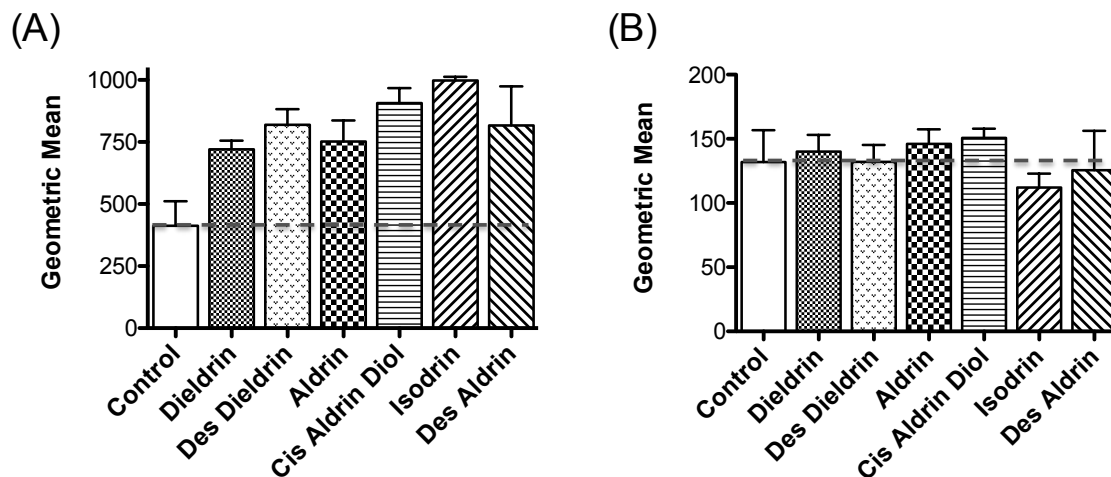 (A)
Geometric Mean
1000
750
500
250
0
Control
Dieldrin
Des Dieldrin
Aldrin
Cis Aldrin Diol
Isodrin
Des Aldrin
(B)
Geometric Mean
200
150
100
50
0
Control
Dieldrin
Des Dieldrin
Aldrin
Cis Aldrin Diol
Isodrin
Des Aldrin